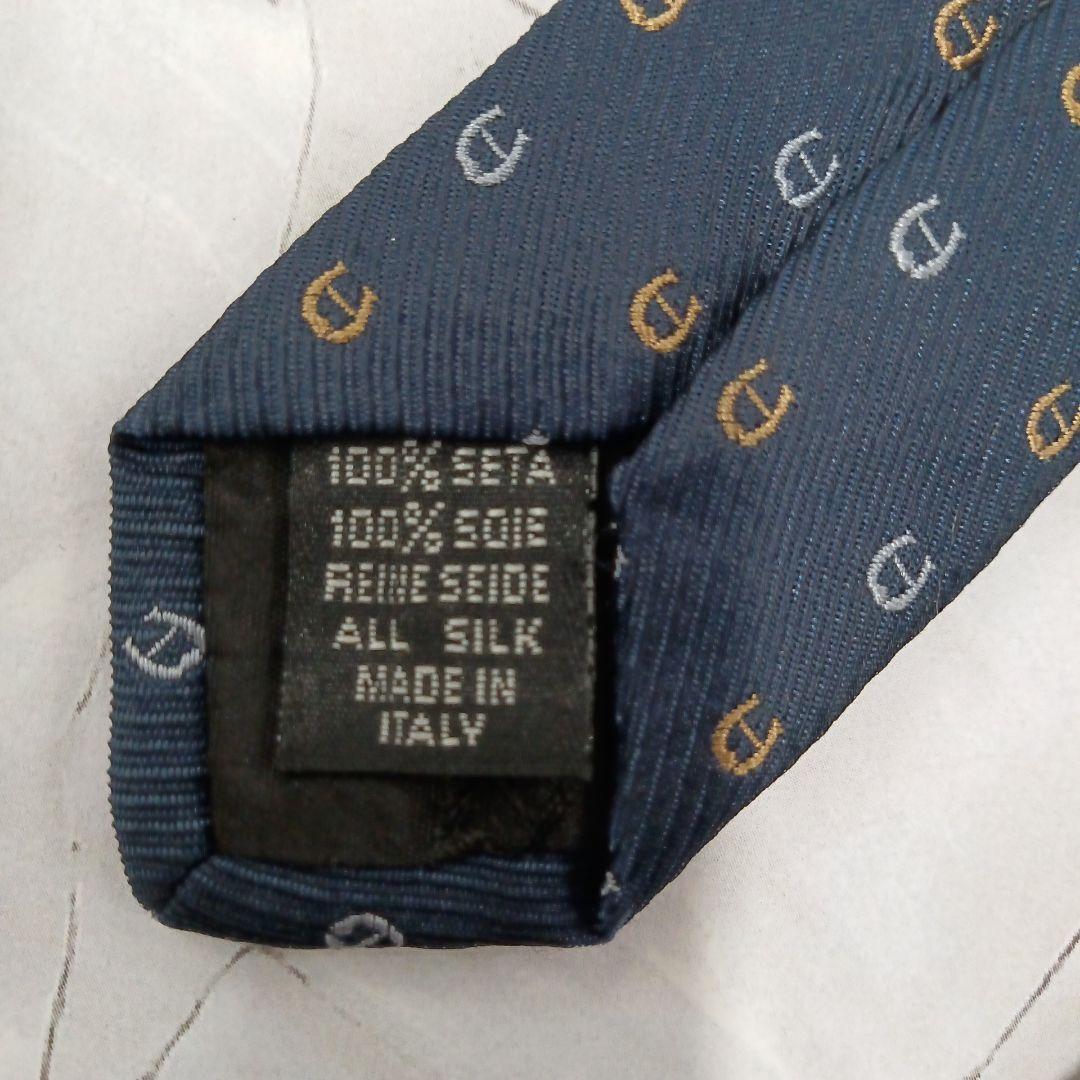 100% SETA
100% SOIE
REINE SEIDE
ALL SILK
MADE IN
ITALY